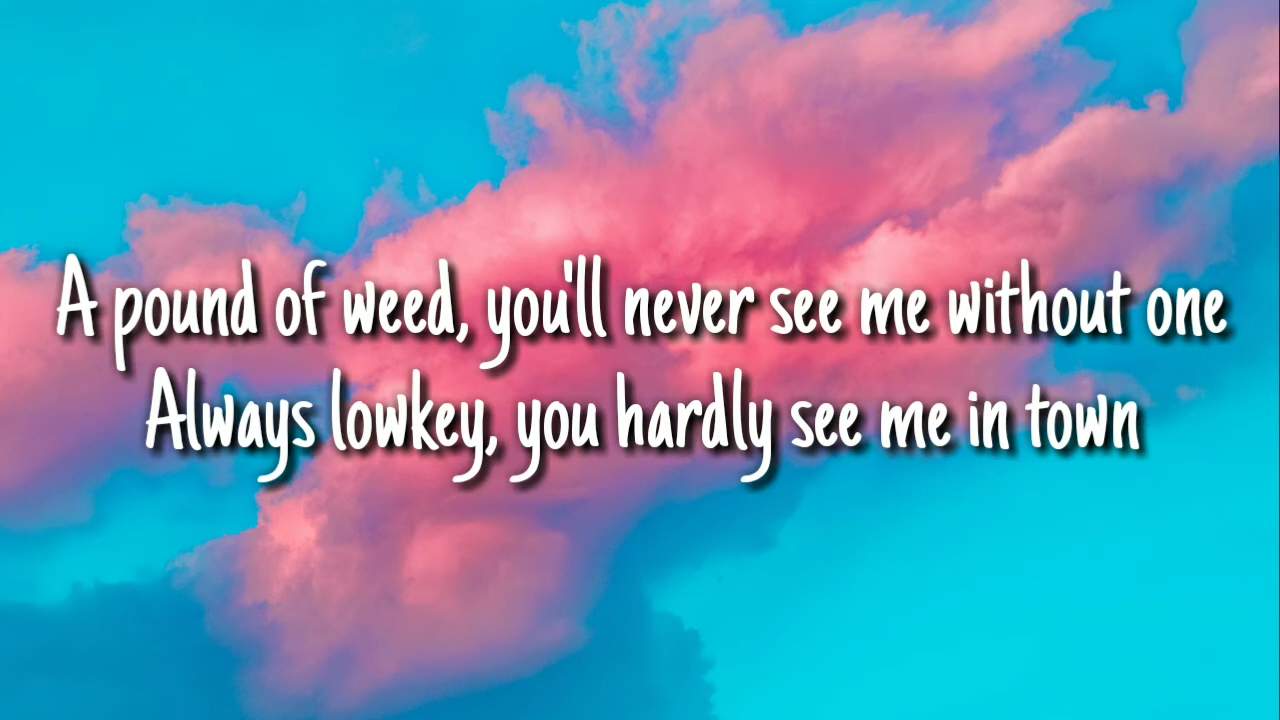 A pound of weed, you'll never see me without one
Always lowkey, you hardly see me in town